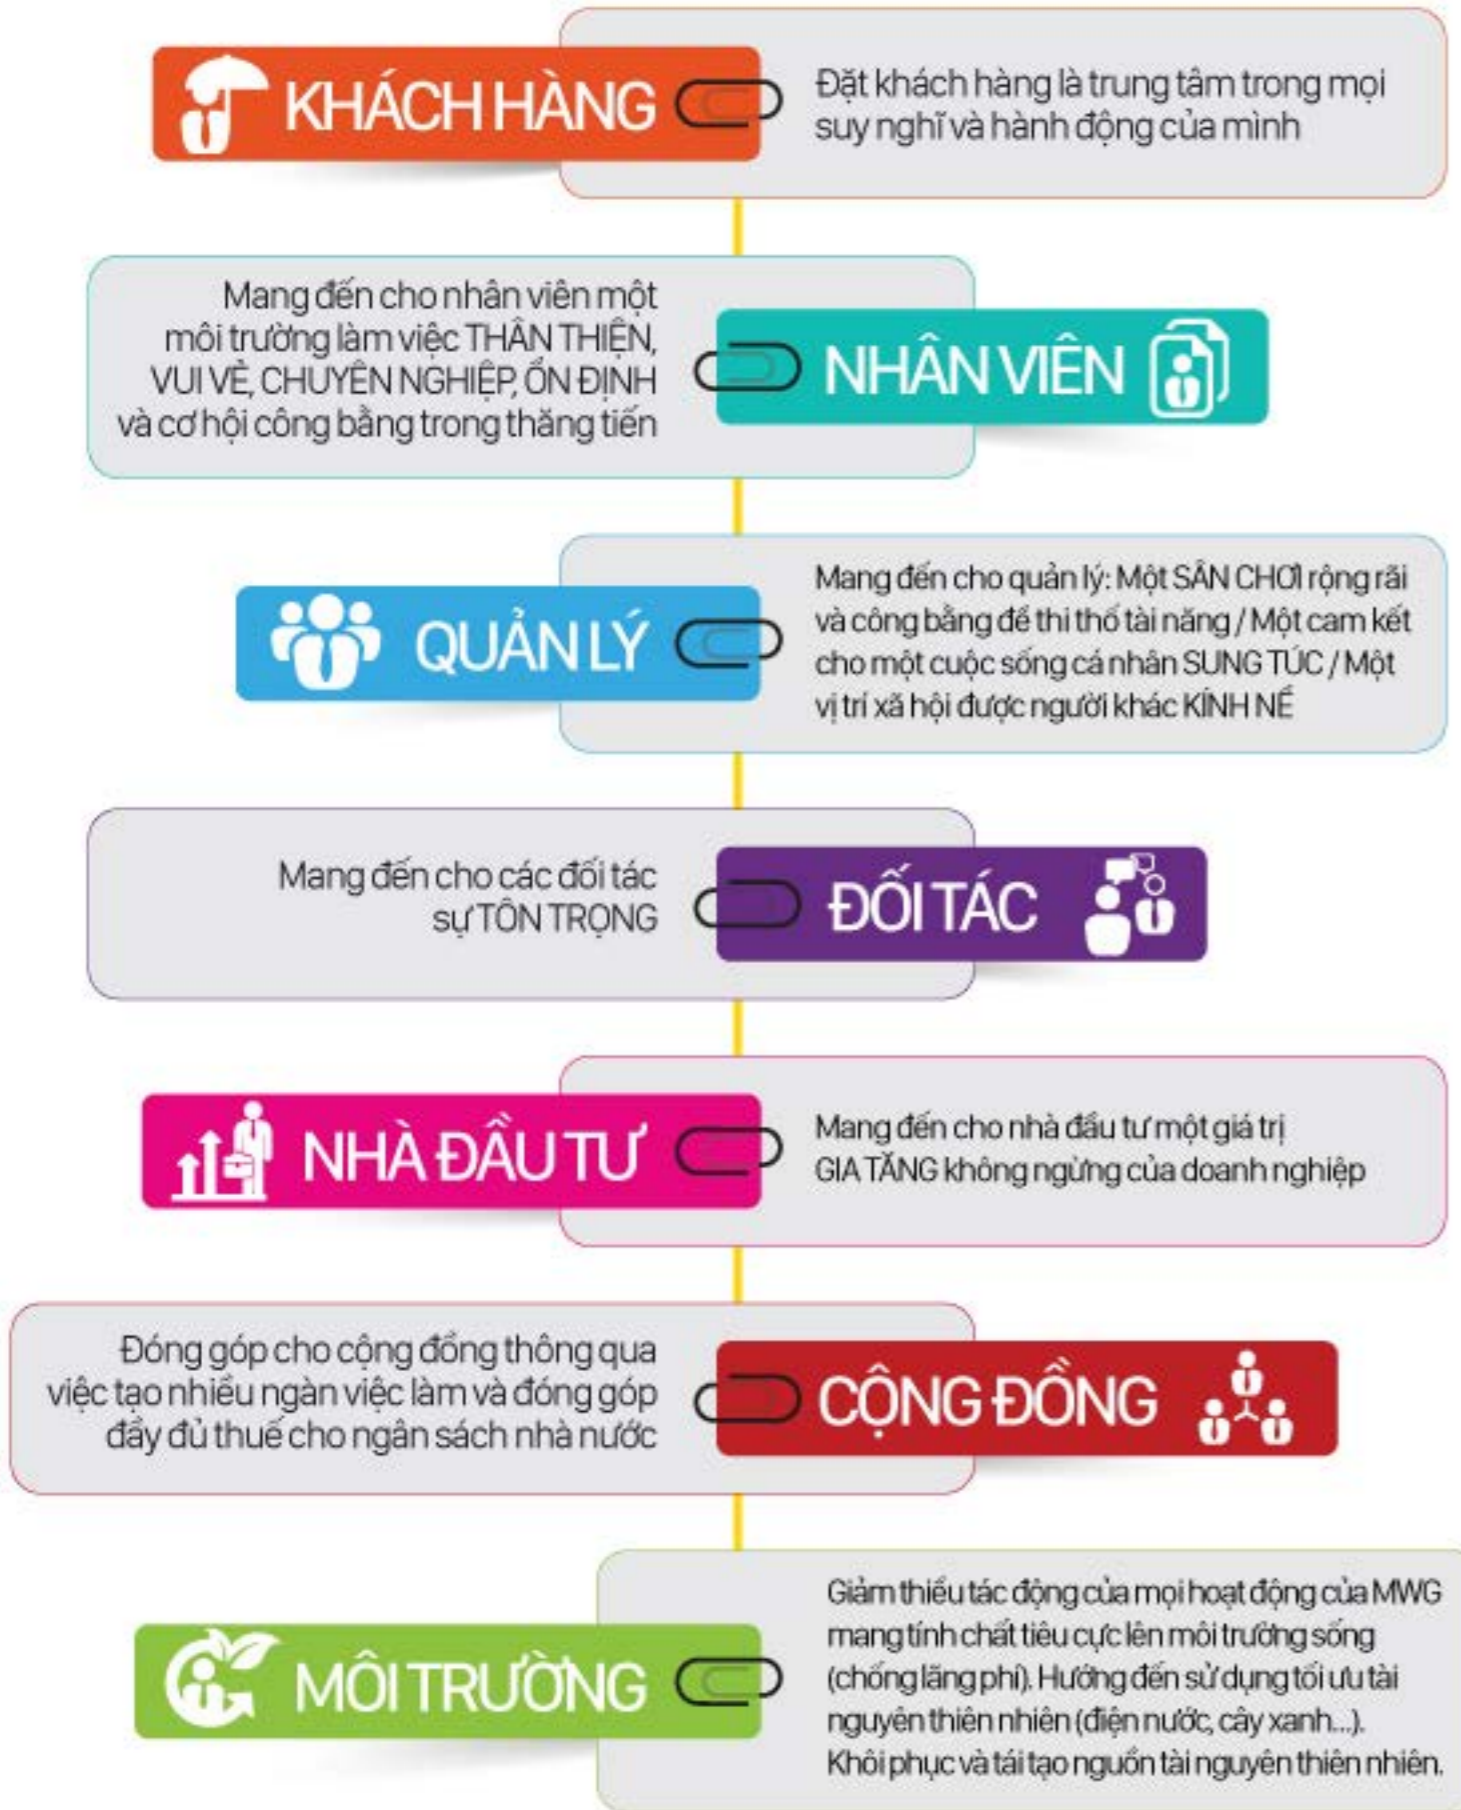 KHÁCH HÀNG
Đặt khách hàng là trung tâm trong mọi
suy nghĩ và hành động của mình
Mang đến cho nhân viên một
môi trường làm việc THÂN THIỆN,
VUI VẺ, CHUYÊN NGHIỆP, ỔN ĐỊNH
và cơ hội công bằng trong thăng tiến
NHÂN VIÊN
QUẢN LÝ
Mang đến cho quản lý: Một SÂN CHƠI rộng rãi
và công bằng để thi thố tài năng / Một cam kết
cho một cuộc sống cá nhân SUNG TÚC / Một
vị trí xã hội được người khác KÍNH NỂ
Mang đến cho các đối tác
sự TÔN TRỌNG
ĐỐI TÁC
NHÀ ĐẦU TƯ
Mang đến cho nhà đầu tư một giá trị
GIA TĂNG không ngừng của doanh nghiệp
Đóng góp cho cộng đồng thông qua
việc tạo nhiều ngàn việc làm và đóng góp
đầy đủ thuế cho ngân sách nhà nước
CỘNG ĐỒNG
MÔI TRƯỜNG
Giảm thiểu tác động của mọi hoạt động của MWG
mang tính chất tiêu cực lên môi trường sống
(chống lãng phí). Hướng đến sử dụng tối ưu tài
nguyên thiên nhiên (điện nước, cây xanh...).
Khôi phục và tái tạo nguồn tài nguyên thiên nhiên.